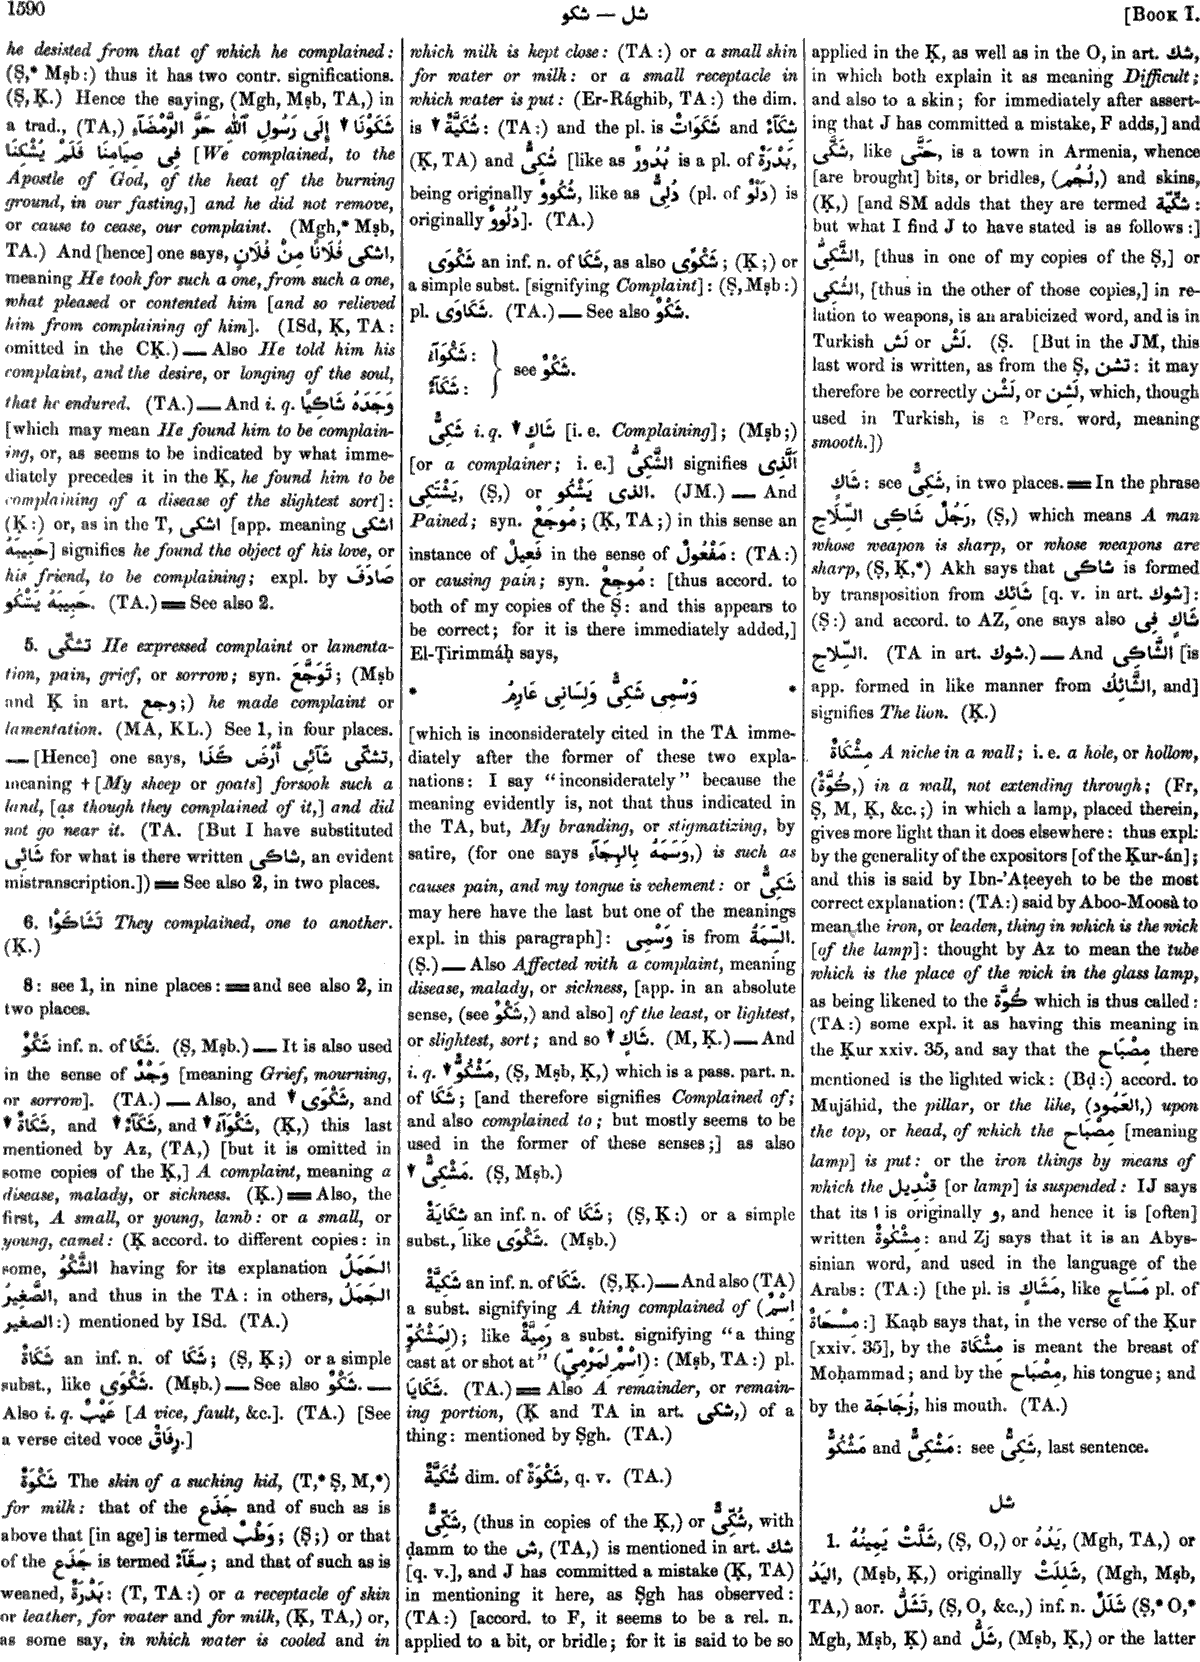 1590
شكو — شل
[BOOK I.
he desisted from that of which he complained:
(Ṣ,* Mṣb:) thus it has two contr. significations.
(Ṣ, Ḳ.) Hence the saying, (Mgh, Mṣb, TA,) in
a trad., (TA,) شَكَوْنَا ↓ إِلَى رَسُولِ ٱللّٰهِ حَرَّ الرَّمْضَآءِ
فِى صِيَامِنَا فَلَمْ يُشْكِنَا [We complained, to the
Apostle of God, of the heat of the burning
ground, in our fasting,] and he did not remove,
or cause to cease, our complaint. (Mgh,* Mṣb,
TA.) And [hence] one says, اشكى فُلَانًا مِنْ فُلَانٍ,
meaning He took for such a one, from such a one,
what pleased or contented him [and so relieved
him from complaining of him]. (ISd, Ḳ, TA:
omitted in the CḲ.) — Also He told him his
complaint, and the desire, or longing of the soul,
that he endured. (TA.) — And i. q. وَجَدَهُ شَاكِيًا
[which may mean He found him to be complain-
ing, or, as seems to be indicated by what imme-
diately precedes it in the Ḳ, he found him to be
complaining of a disease of the slightest sort]:
(Ḳ:) or, as in the T, اشكى [app. meaning اشكى
حَبِيبَهُ] signifies he found the object of his love, or
his friend, to be complaining; expl. by صَادَفَ
حَبِيبَهُ يَشْكُو. (TA.) = See also 2.
5. تشكّى He expressed complaint or lamenta-
tion, pain, grief, or sorrow; syn. تَوَجَّعَ; (Mṣb
and Ḳ in art. وجع;) he made complaint or
lamentation. (MA, KL.) See 1, in four places.
— [Hence] one says, تشكّى شَآئِى أَرْضَ كَذَا,
meaning † [My sheep or goats] forsook such a
land, [as though they complained of it,] and did
not go near it. (TA. [But I have substituted
شَائِى for what is there written شاكى, an evident
mistranscription.]) = See also 2, in two places.
6. تَشَاكَوْا They complained, one to another.
(Ḳ.)
8: see 1, in nine places: = and see also 2, in
two places.
شَكْوٌ inf. n. of شَكَا. (Ṣ, Mṣb.) — It is also used
in the sense of وَجْدٌ [meaning Grief, mourning,
or sorrow]. (TA.) — Also, and ↓ شَكْوَى, and
↓ شَكَاةٌ, and ↓ شَكَآءٌ, and ↓ شَكْوَآءُ, (Ḳ,) this last
mentioned by Az, (TA,) [but it is omitted in
some copies of the Ḳ,] A complaint, meaning a
disease, malady, or sickness. (Ḳ.) = Also, the
first, A small, or young, lamb: or a small, or
young, camel: (Ḳ accord. to different copies: in
some, الشَّكْوُ having for its explanation الحَمَلُ
الصَّغِيرُ, and thus in the TA: in others, الجَمَلُ
الصغير:) mentioned by ISd. (TA.)
شَكَاةٌ an inf. n. of شَكَا; (Ṣ, Ḳ;) or a simple
subst., like شَكْوَى. (Mṣb.) — See also شَكْوٌ. —
Also i. q. عَيْبٌ [A vice, fault, &c.]. (TA.) [See
a verse cited voce رِفَاقٌ.]
شَكْوَةٌ The skin of a sucking kid, (T,* Ṣ, M,*)
for milk: that of the جَذَع and of such as is
above that [in age] is termed وَطْبٌ; (Ṣ;) or that
of the جَذَع is termed سِقَآءٌ; and that of such as is
weaned, بَدْرَةٌ: (T, TA:) or a receptacle of skin
or leather, for water and for milk, (Ḳ, TA,) or,
as some say, in which water is cooled and in
which milk is kept close: (TA:) or a small skin
for water or milk: or a small receptacle in
which water is put: (Er-Rághib, TA:) the dim.
is ↓ شُكَيَّةٌ: (TA:) and the pl. is شَكَوَاتٌ and شِكَآءٌ
(Ḳ, TA) and شُكِىٌّ [like as بُدُورٌ is a pl. of بَدْرَةٌ,
being originally شُكُووٌ, like as دُلِىٌّ (pl. of دَلْوٌ) is
originally دُلُووٌ]. (TA.)
شَكْوَى an inf. n. of شَكَا, as also شَكْوًى; (Ḳ;) or
a simple subst. [signifying Complaint]: (Ṣ, Mṣb:)
pl. شَكَاوَى. (TA.) — See also شَكْوٌ.
شَكْوَآءُ:
شَكَآءٌ:
} see شَكْوٌ.
شَكِىٌّ i. q. ↓ شَاكٍ [i. e. Complaining]; (Mṣb;)
[or a complainer; i. e.] الشَّكِىُّ signifies ٱلَّذِى
يَشْتَكِى, (Ṣ,) or الذى يَشْكُو. (JM.) — And
Pained; syn. مُوجَعٌ; (Ḳ, TA;) in this sense an
instance of فَعِيلٌ in the sense of مَفْعُولٌ: (TA:)
or causing pain; syn. مُوجِعٌ: [thus accord. to
both of my copies of the Ṣ: and this appears to
be correct; for it is there immediately added,]
El-Ṭirimmáḥ says,
* وَسْمِى شَكِىٌّ وَلِسَانِى عَارِمُ *
[which is inconsiderately cited in the TA imme-
diately after the former of these two expla-
nations: I say "inconsiderately" because the
meaning evidently is, not that thus indicated in
the TA, but, My branding, or stigmatizing, by
satire, (for one says وَسَمَهُ بِالهِجَآءِ,) is such as
causes pain, and my tongue is vehement: or شَكِىٌّ
may here have the last but one of the meanings
expl. in this paragraph]: وَسْمِى is from السِّمَةُ.
(Ṣ.) — Also Affected with a complaint, meaning
disease, malady, or sickness, [app. in an absolute
sense, (see شَكْوٌ,) and also] of the least, or lightest,
or slightest, sort; and so ↓ شَاكٍ. (M, Ḳ.) — And
i. q. ↓ مَشْكُوٌّ, (Ṣ, Mṣb, Ḳ,) which is a pass. part. n.
of شَكَا; [and therefore signifies Complained of;
and also complained to; but mostly seems to be
used in the former of these senses;] as also
↓ مَشْكِىٌّ. (Ṣ, Mṣb.)
شِكَايَةٌ an inf. n. of شَكَا; (Ṣ, Ḳ:) or a simple
subst., like شَكْوَى. (Mṣb.)
شَكِيَّةٌ an inf. n. of شَكَا. (Ṣ, Ḳ.) — And also (TA)
a subst. signifying A thing complained of (اِسْمٌ
لِمَشْكُوٍّ); like رَمِيَّةٌ a subst. signifying "a thing
cast at or shot at" (اِسْمٌ لِمَرْمِىٍّ): (Mṣb, TA:) pl.
شَكَايَا. (TA.) = Also A remainder, or remain-
ing portion, (Ḳ and TA in art. شكى,) of a
thing: mentioned by Ṣgh. (TA.)
شُكَيَّةٌ dim. of شَكْوَةٌ, q. v. (TA.)
شَكِّىٌّ, (thus in copies of the Ḳ,) or شُكِّىٌّ, with
ḍamm to the ش, (TA,) is mentioned in art. شك
[q. v.], and J has committed a mistake (Ḳ, TA)
in mentioning it here, as Ṣgh has observed:
(TA:) [accord. to F, it seems to be a rel. n.
applied to a bit, or bridle; for it is said to be so
applied in the Ḳ, as well as in the O, in art. شك,
in which both explain it as meaning Difficult;
and also to a skin; for immediately after assert-
ing that J has committed a mistake, F adds,] and
شَكَّى, like حَتَّى, is a town in Armenia, whence
[are brought] bits, or bridles, (لُجُم,) and skins,
(Ḳ,) [and SM adds that they are termed شَكِّيَّة:
but what I find J to have stated is as follows:]
الشَّكِىُّ, [thus in one of my copies of the Ṣ,] or
الشكى, [thus in the other of those copies,] in re-
lation to weapons, is an arabicized word, and is in
Turkish لَش or لَشْ. (Ṣ. [But in the JM, this
last word is written, as from the Ṣ, تشن: it may
therefore be correctly لَشْن, or لَشِن, which, though
used in Turkish, is a Pers. word, meaning
smooth.])
شَاكٍ: see شَكِىٌّ, in two places. = In the phrase
رَجُلٌ شَاكِى السِّلَاحِ, (Ṣ,) which means A man
whose weapon is sharp, or whose weapons are
sharp, (Ṣ, Ḳ,*) Akh says that شاكى is formed
by transposition from شَائِك [q. v. in art. شوك]:
(Ṣ:) and accord. to AZ, one says also شَاكٍ فِى
السِّلَاحِ. (TA in art. شوك.) — And الشَّاكِى [is
app. formed in like manner from الشَّائِكُ, and]
signifies The lion. (Ḳ.)
مِشْكَاةٌ A niche in a wall; i. e. a hole, or hollow,
(كُوَّةٌ,) in a wall, not extending through; (Fr,
Ṣ, M, Ḳ, &c.;) in which a lamp, placed therein,
gives more light than it does elsewhere: thus expl.
by the generality of the expositors [of the Ḳur-án];
and this is said by Ibn-'Aṭeeyeh to be the most
correct explanation: (TA:) said by Aboo-Moosà to
mean the iron, or leaden, thing in which is the wick
[of the lamp]: thought by Az to mean the tube
which is the place of the wick in the glass lamp,
as being likened to the كُوَّة which is thus called:
(TA:) some expl. it as having this meaning in
the Ḳur xxiv. 35, and say that the مِصْبَاح there
mentioned is the lighted wick: (Bḍ:) accord. to
Mujáhid, the pillar, or the like, (العَمُود,) upon
the top, or head, of which the مِصْبَاح [meaning
lamp] is put: or the iron things by means of
which the قِنْدِيل [or lamp] is suspended: IJ says
that its ا is originally و, and hence it is [often]
written مِشْكٰوةٌ: and Zj says that it is an Abys-
sinian word, and used in the language of the
Arabs: (TA:) [the pl. is مَشَاكٍ, like مَسَاحٍ pl. of
مِسْحَاةٌ:] Kaạb says that, in the verse of the Ḳur
[xxiv. 35], by the مِشْكَاة is meant the breast of
Moḥammad; and by the مِصْبَاح, his tongue; and
by the زُجَاجَة, his mouth. (TA.)
مَشْكُوٌّ and مَشْكِىٌّ: see شَكِىٌّ, last sentence.
شل
1. شَلَّتْ يَمِينُهُ, (Ṣ, O,) or يَدُهُ, (Mgh, TA,) or
اليَدُ, (Mṣb, Ḳ,) originally شَلِلَتْ, (Mgh, Mṣb,
TA,) aor. تَشَلُّ, (Ṣ, O, &c.,) inf. n. شَلَلٌ (Ṣ,* O,*
Mgh, Mṣb, Ḳ) and شَلٌّ, (Mṣb, Ḳ,) or the latter